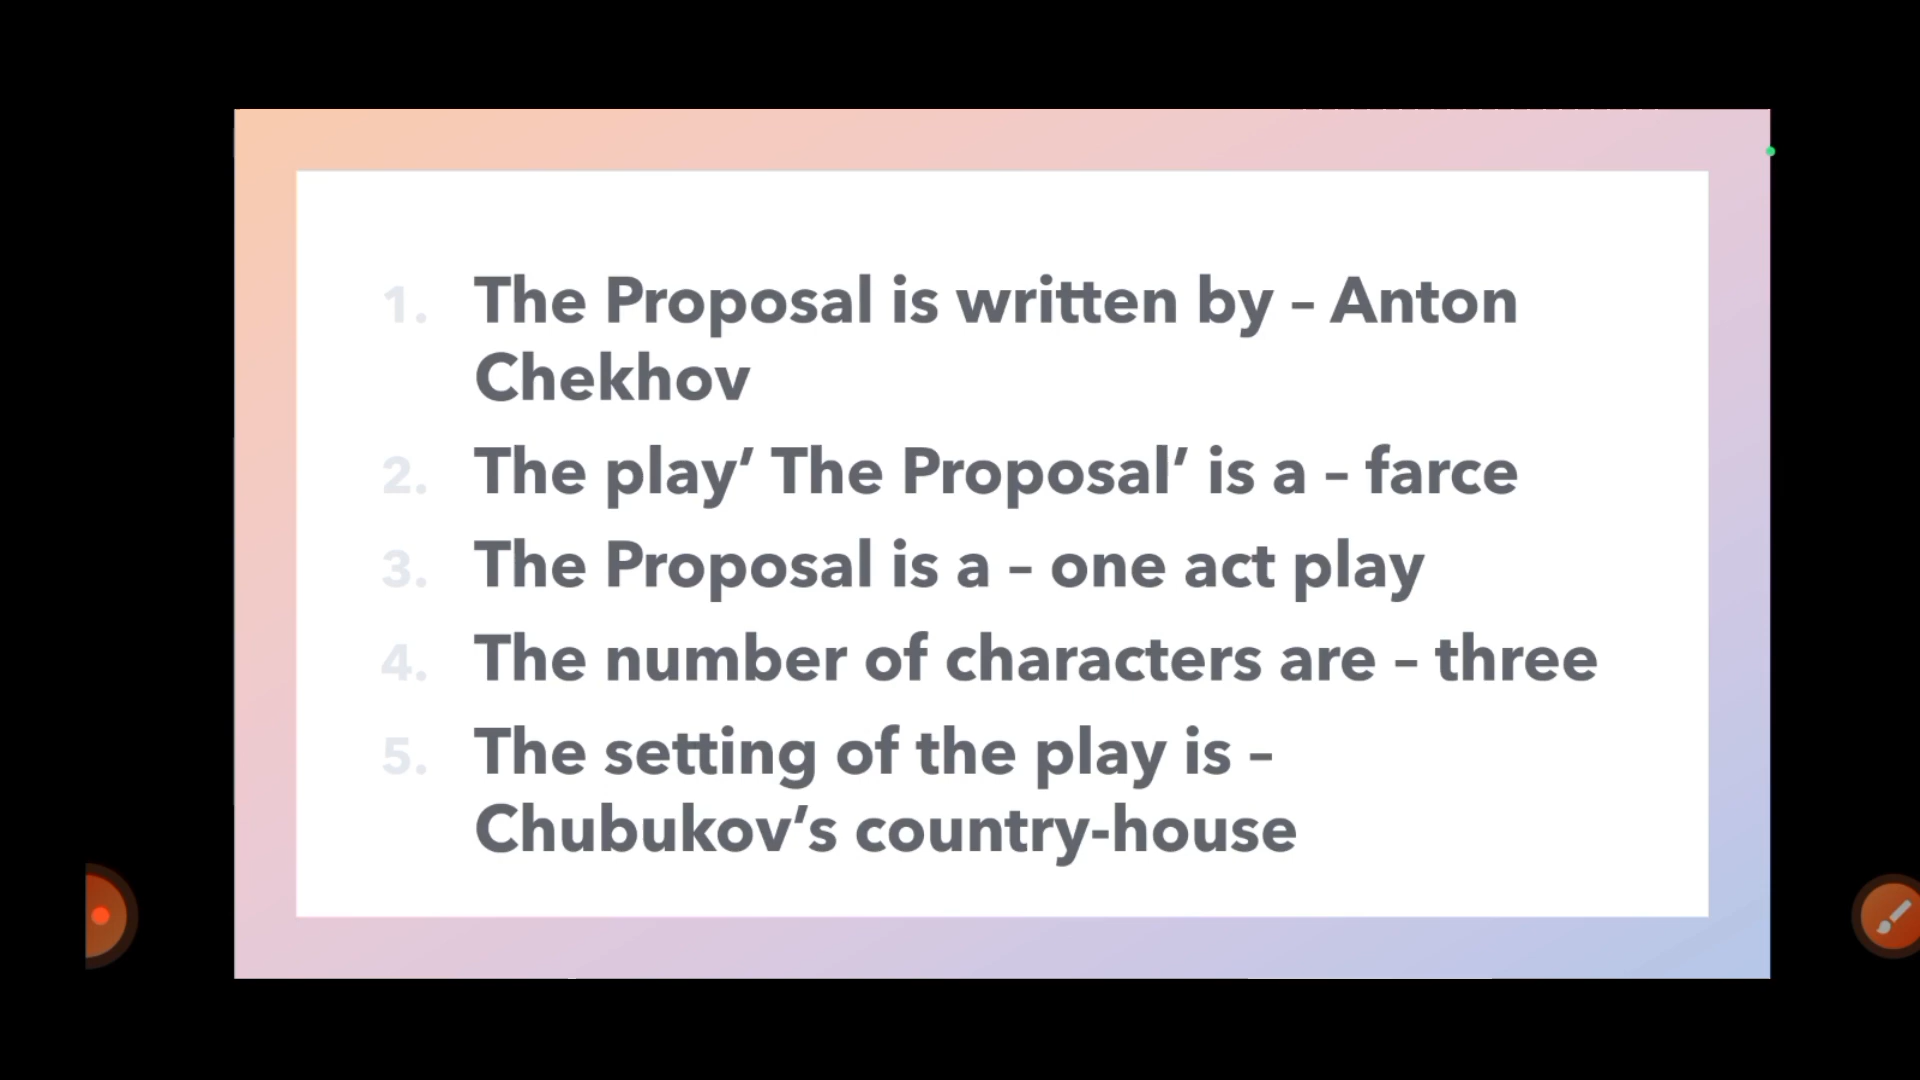 1. The Proposal is written by – Anton
Chekhov
2. The play’ The Proposal’ is a – farce
3. The Proposal is a – one act play
4. The number of characters are – three
5. The setting of the play is –
Chubukov’s country-house